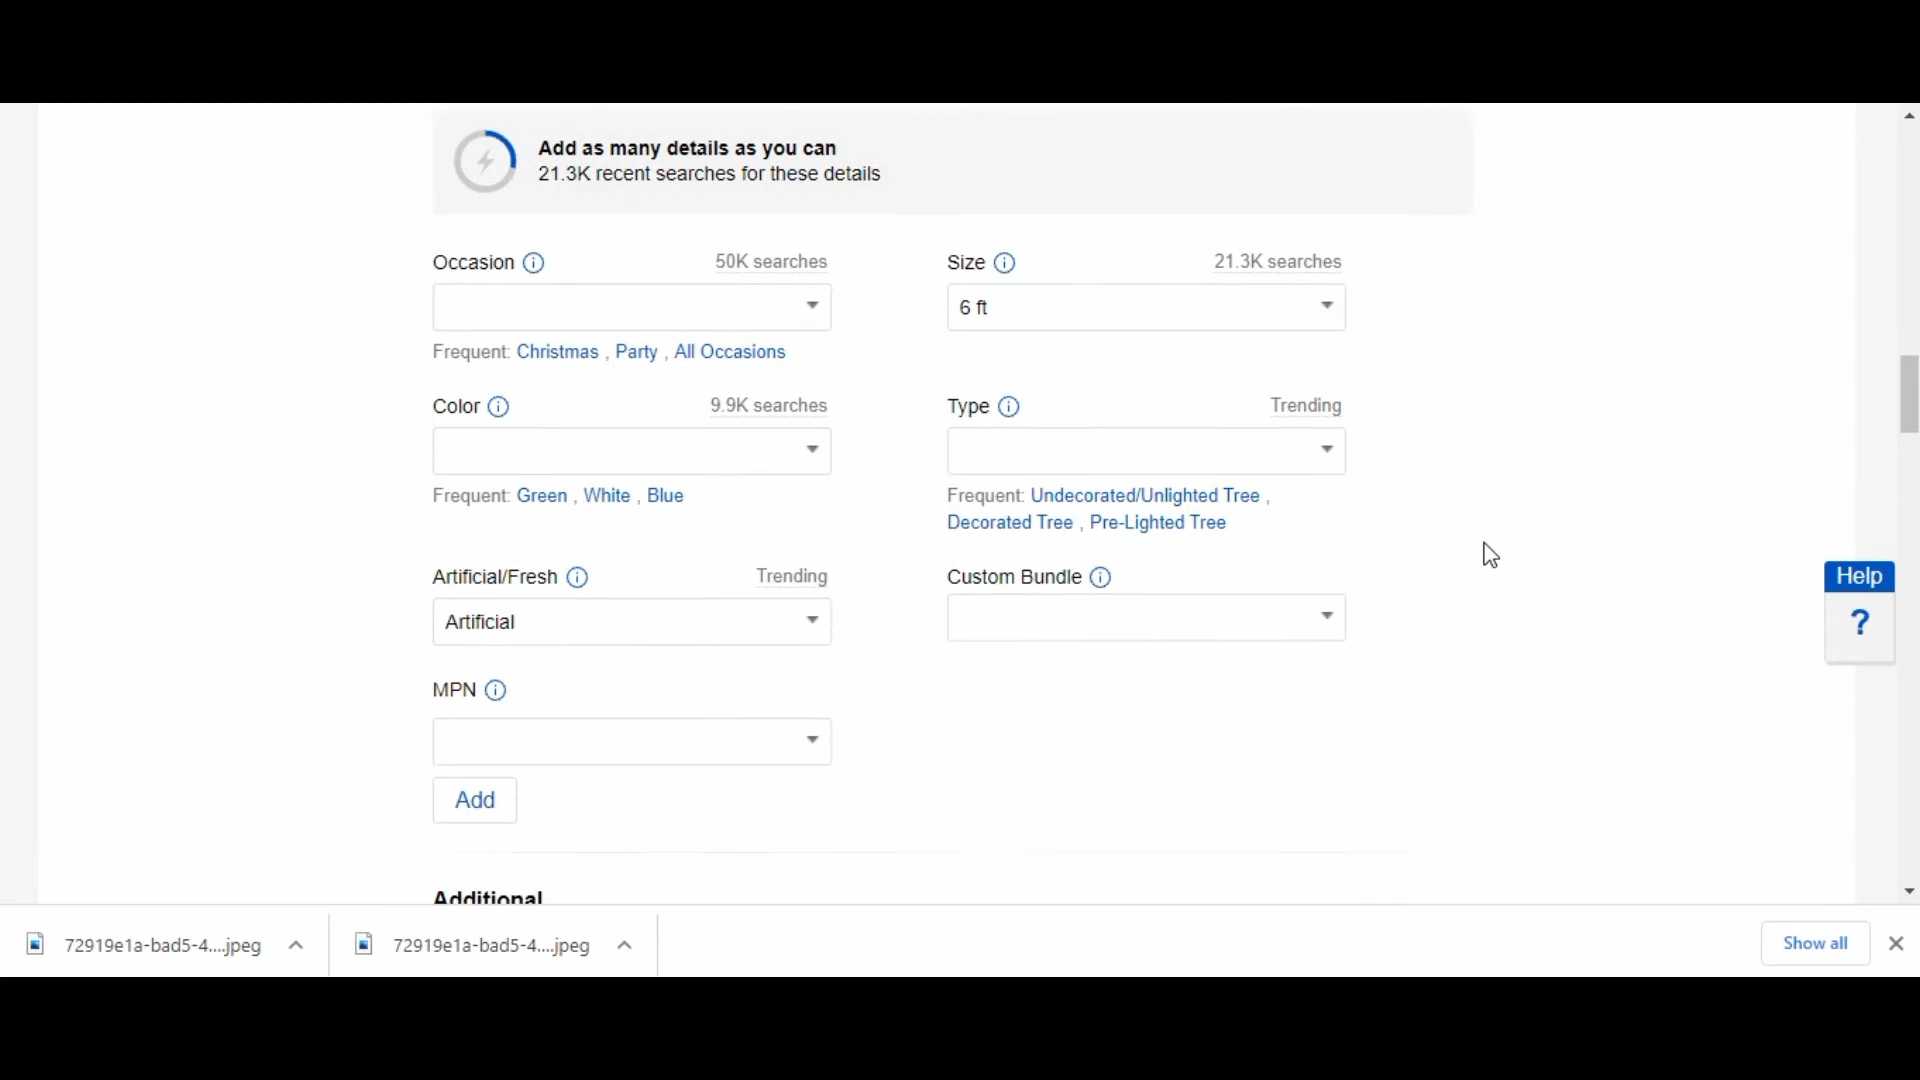 Add as many details as you can
21.3K recent searches for these details
Occasion 50K searches
Frequent: Christmas , Party , All Occasions
Size 21.3K searches
6 ft
Color 9.9K searches
Frequent: Green , White , Blue
Type Trending
Frequent: Undecorated/Unlighted Tree ,
Decorated Tree , Pre-Lighted Tree
Artificial/Fresh Trending
Artificial
Custom Bundle
MPN
Add
Additional
Help
?
72919e1a-bad5-4....jpeg
72919e1a-bad5-4....jpeg
Show all